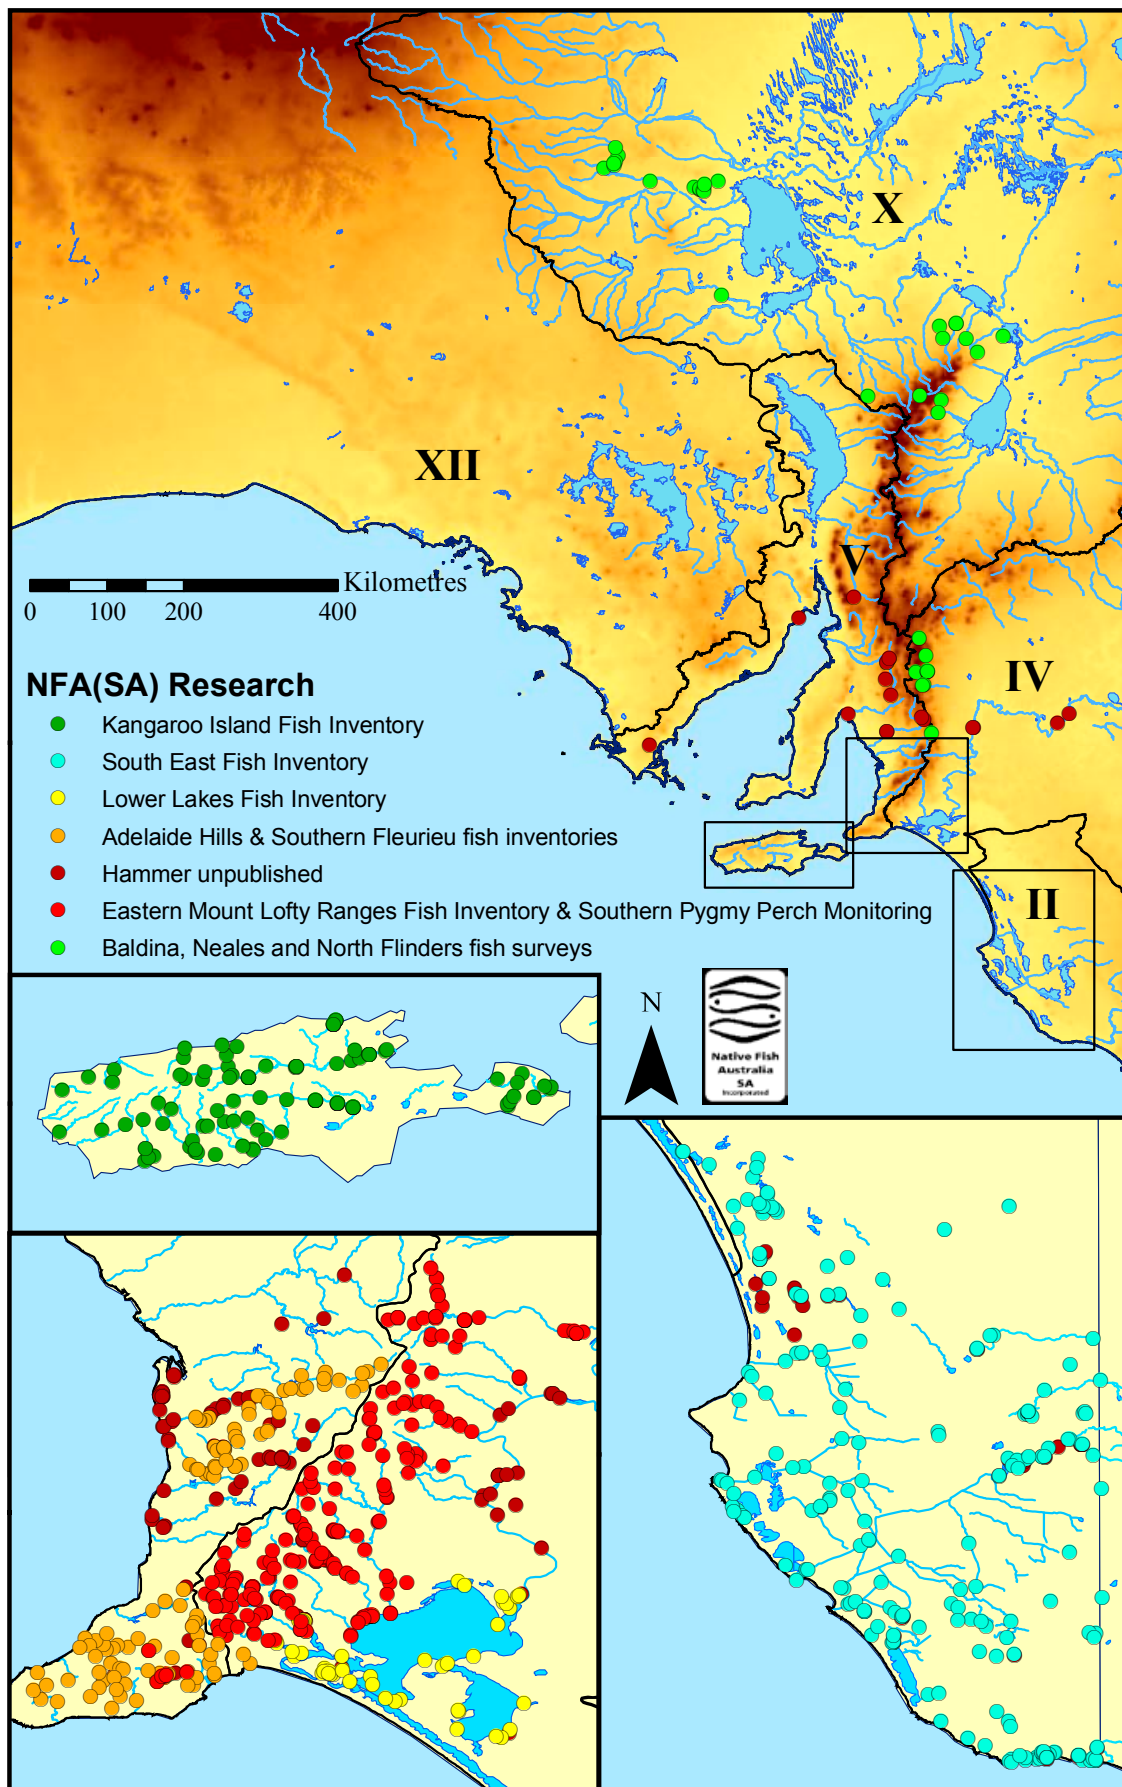 X
XII
V
Kilometres
0 100 200 400
IV
NFA(SA) Research
Kangaroo Island Fish Inventory
South East Fish Inventory
Lower Lakes Fish Inventory
Adelaide Hills & Southern Fleurieu fish inventories
Hammer unpublished
Eastern Mount Lofty Ranges Fish Inventory & Southern Pygmy Perch Monitoring
Baldina, Neales and North Flinders fish surveys
II
N
Native Fish
Australia
SA
Incorporated